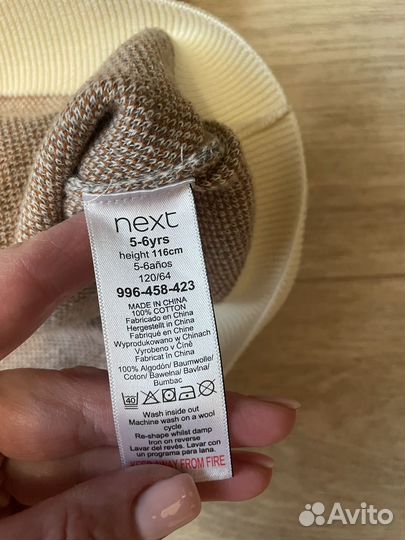 next
5-6yrs
height 116cm
5-6años
120/64
996-458-423
MADE IN CHINA
100% COTTON
Fabricado en China
Hergestellt in China
Fabriqué en Chine
Wyprodukowano w Chinach
Vyrobeno v Číně
Fabricat în China
100% Algodón/ Baumwolle/
Coton/ Bawełna/ Bavlna/
Bumbac
40
Wash inside out
Machine wash on a wool
cycle
Re-shape whilst damp
Iron on reverse
Lavar del revés. Lavar con
un programa para lana.
KEEP AWAY FROM FIRE
Avito